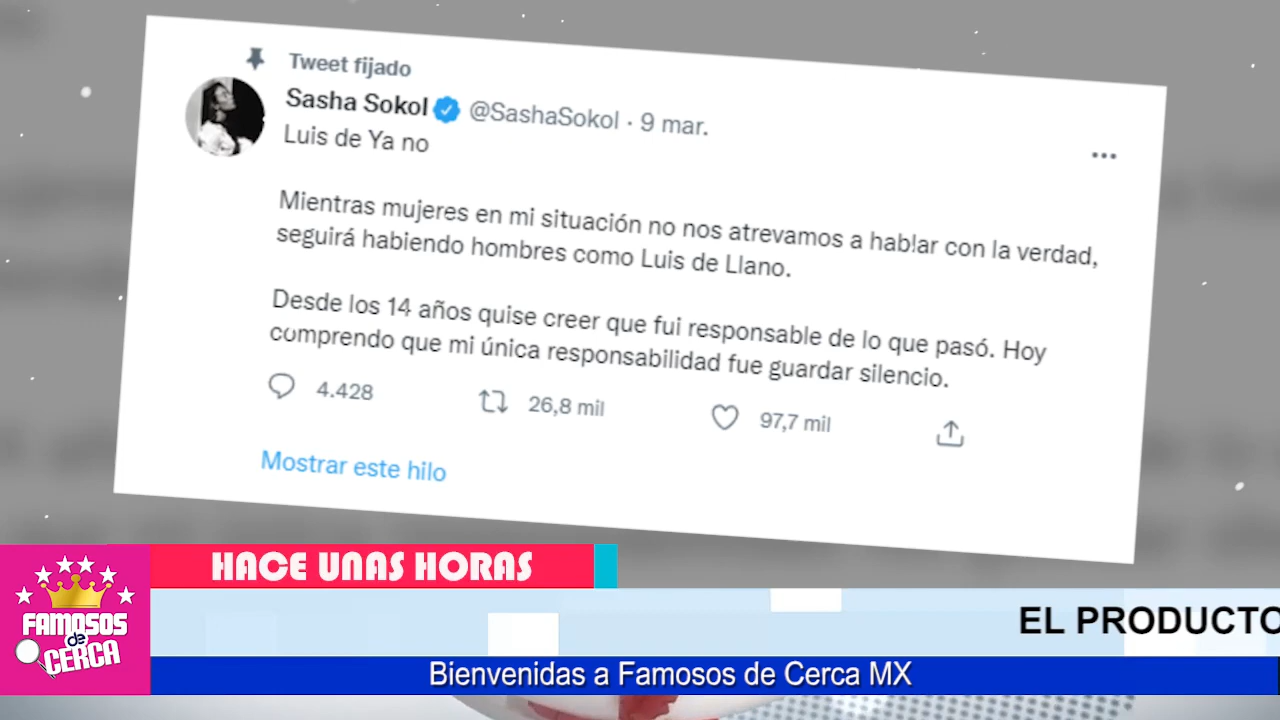 Tweet fijado
Sasha Sokol @SashaSokol · 9 mar.
Luis de Ya no
Mientras mujeres en mi situación no nos atrevamos a hablar con la verdad,
seguirá habiendo hombres como Luis de Llano.
Desde los 14 años quise creer que fui responsable de lo que pasó. Hoy
comprendo que mi única responsabilidad fue guardar silencio.
4.428 26,8 mil 97,7 mil
Mostrar este hilo
HACE UNAS HORAS
EL PRODUCTO
FAMOSOS
de
CERCA
Bienvenidas a Famosos de Cerca MX